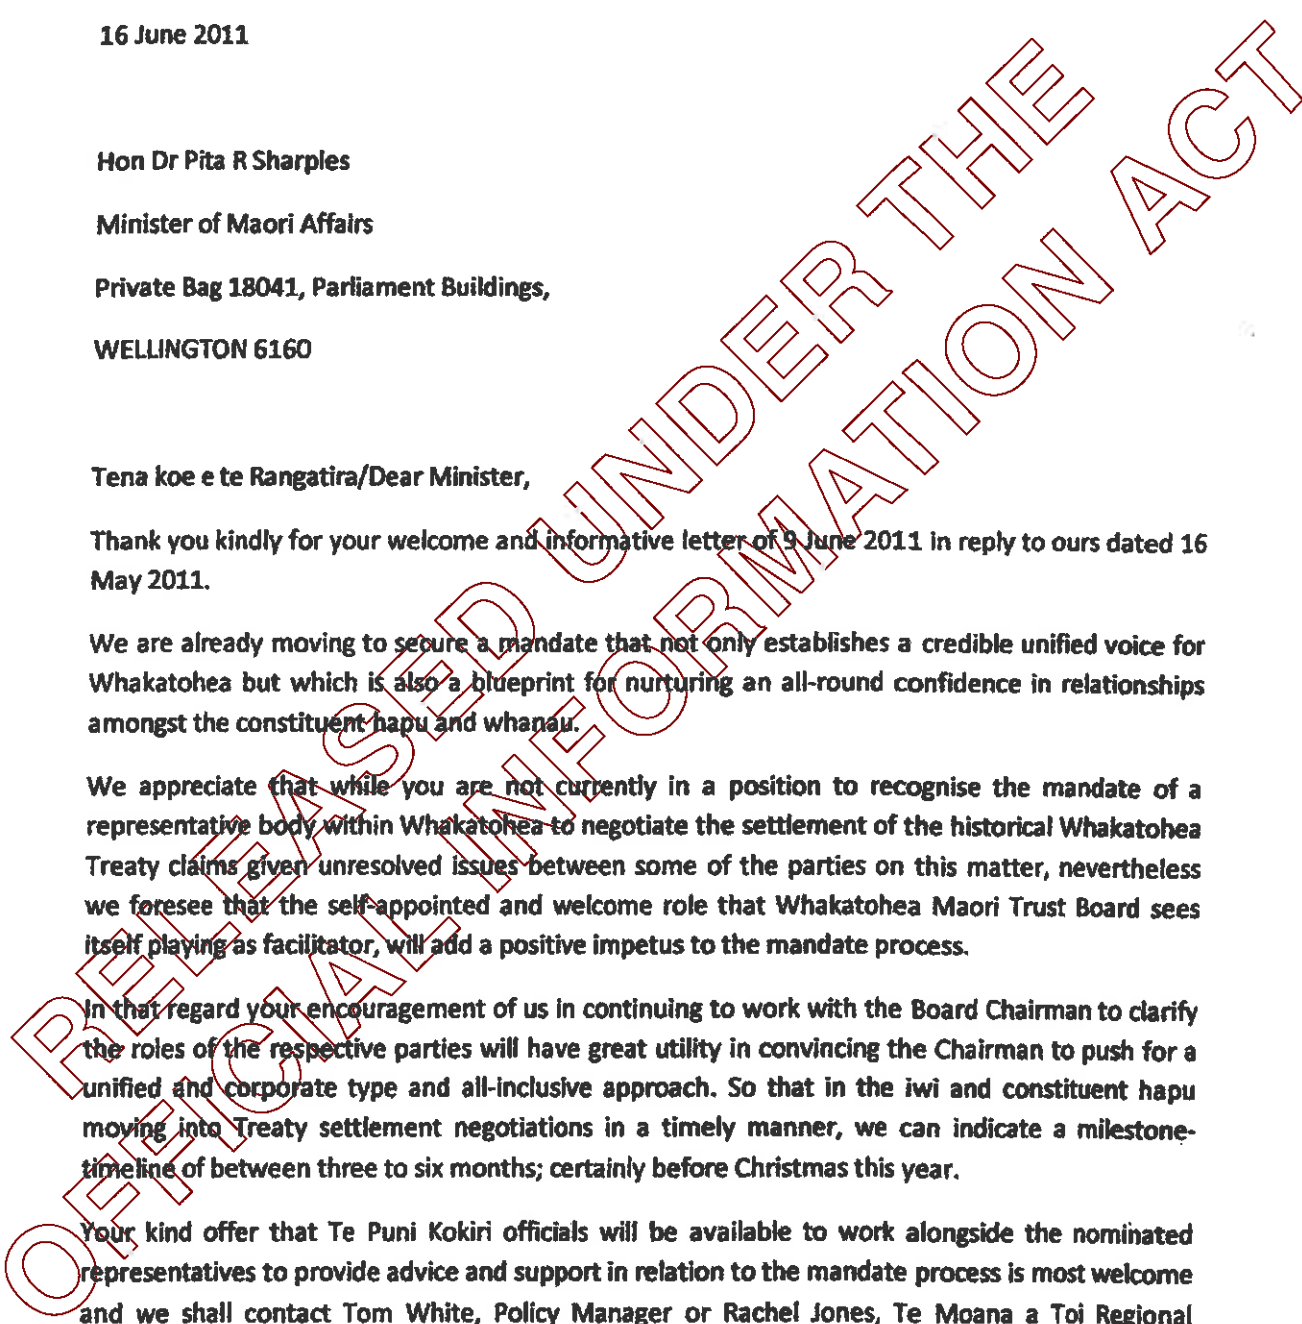 16 June 2011
Hon Dr Pita R Sharples
Minister of Maori Affairs
Private Bag 18041, Parliament Buildings,
WELLINGTON 6160
Tena koe e te Rangatira/Dear Minister,
Thank you kindly for your welcome and informative letter of 9 June 2011 in reply to ours dated 16
May 2011.
We are already moving to secure a mandate that not only establishes a credible unified voice for
Whakatohea but which is also a blueprint for nurturing an all-round confidence in relationships
amongst the constituent hapu and whanau.
We appreciate that while you are not currently in a position to recognise the mandate of a
representative body within Whakatohea to negotiate the settlement of the historical Whakatohea
Treaty claims given unresolved issues between some of the parties on this matter, nevertheless
we foresee that the self-appointed and welcome role that Whakatohea Maori Trust Board sees
itself playing as facilitator, will add a positive impetus to the mandate process.
In that regard your encouragement of us in continuing to work with the Board Chairman to clarify
the roles of the respective parties will have great utility in convincing the Chairman to push for a
unified and corporate type and all-inclusive approach. So that in the iwi and constituent hapu
moving into Treaty settlement negotiations in a timely manner, we can indicate a milestone-
timeline of between three to six months; certainly before Christmas this year.
Your kind offer that Te Puni Kokiri officials will be available to work alongside the nominated
representatives to provide advice and support in relation to the mandate process is most welcome
and we shall contact Tom White, Policy Manager or Rachel Jones, Te Moana a Toi Regional
RELEASED UNDER THE
OFFICIAL INFORMATION ACT